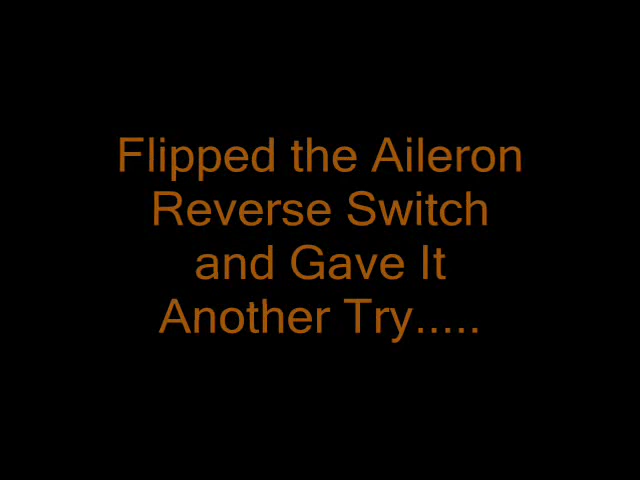 Flipped the Aileron
Reverse Switch
and Gave It
Another Try.....